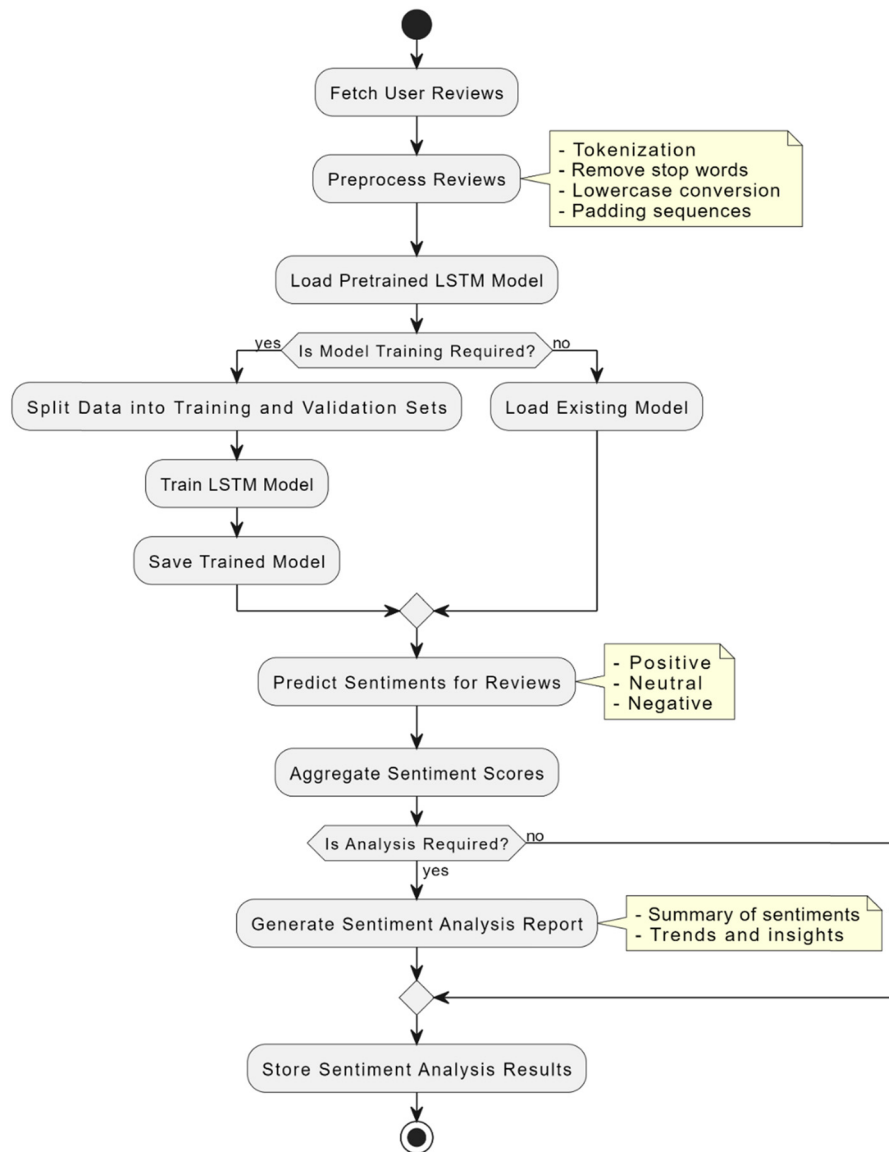 Fetch User Reviews
Preprocess Reviews
- Tokenization
- Remove stop words
- Lowercase conversion
- Padding sequences
Load Pretrained LSTM Model
Is Model Training Required?
yes
no
Split Data into Training and Validation Sets
Load Existing Model
Train LSTM Model
Save Trained Model
Predict Sentiments for Reviews
- Positive
- Neutral
- Negative
Aggregate Sentiment Scores
Is Analysis Required?
no
yes
Generate Sentiment Analysis Report
- Summary of sentiments
- Trends and insights
Store Sentiment Analysis Results